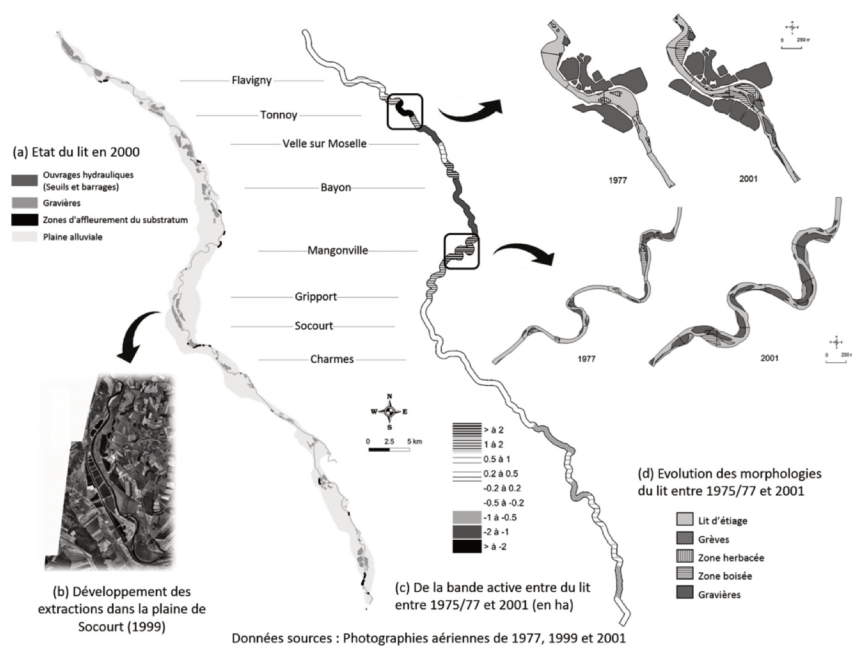 Flavigny
Tonnoy
Velle sur Moselle
Bayon
Mangonville
Gripport
Socourt
Charmes
(a) Etat du lit en 2000
Ouvrages hydrauliques
(Seuils et barrages)
Gravières
Zones d'affleurement du substratum
Plaine alluviale
N
W E
S
0 2.5 5 km
(b) Développement des
extractions dans la plaine de
Socourt (1999)
> à 2
1 à 2
0.5 à 1
0.2 à 0.5
-0.2 à 0.2
-0.5 à -0.2
-1 à -0.5
-2 à -1
> à -2
(c) De la bande active entre du lit
entre 1975/77 et 2001 (en ha)
1977
2001
0 250 m
1977
2001
0 250 m
(d) Evolution des morphologies
du lit entre 1975/77 et 2001
Lit d'étiage
Grèves
Zone herbacée
Zone boisée
Gravières
Données sources : Photographies aériennes de 1977, 1999 et 2001